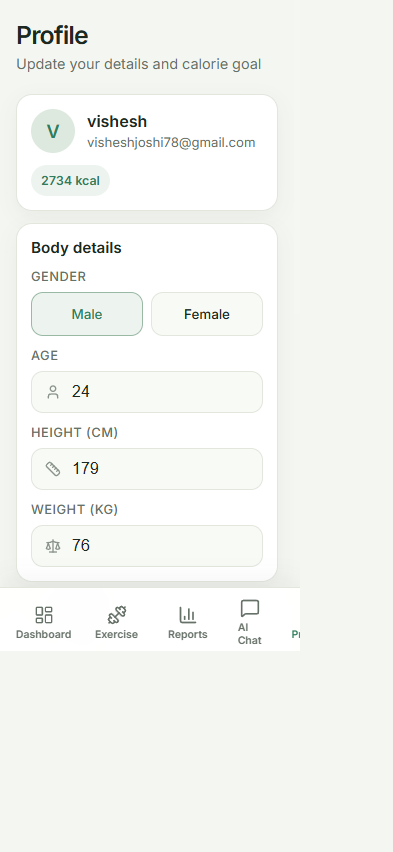 Profile
Update your details and calorie goal
V
vishesh
visheshjoshi78@gmail.com
2734 kcal
Body details
GENDER
Male
Female
AGE
24
HEIGHT (CM)
179
WEIGHT (KG)
76
Dashboard
Exercise
Reports
AI
Chat